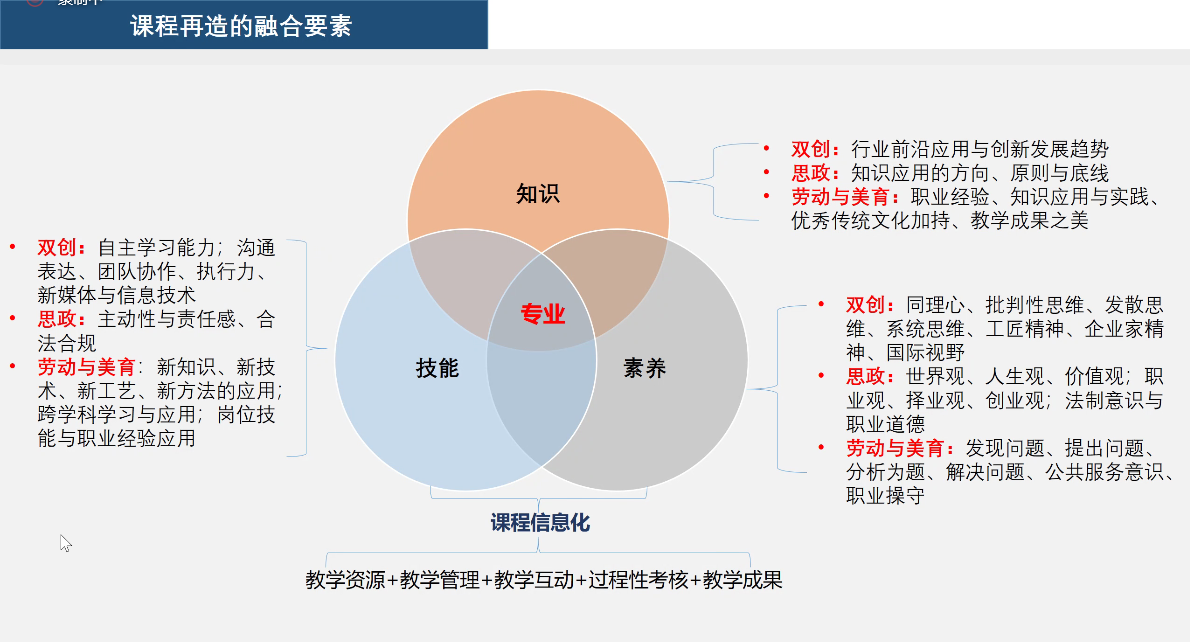 课程再造的融合要素
知识
专业
技能
素养
• 双创：行业前沿应用与创新发展趋势
• 思政：知识应用的方向、原则与底线
• 劳动与美育：职业经验、知识应用与实践、
优秀传统文化加持、教学成果之美
• 双创：自主学习能力；沟通
表达、团队协作、执行力、
新媒体与信息技术
• 思政：主动性与责任感、合
法合规
• 劳动与美育：新知识、新技
术、新工艺、新方法的应用；
跨学科学习与应用；岗位技
能与职业经验应用
• 双创：同理心、批判性思维、发散思
维、系统思维、工匠精神、企业家精
神、国际视野
• 思政：世界观、人生观、价值观；职
业观、择业观、创业观；法制意识与
职业道德
• 劳动与美育：发现问题、提出问题、
分析为题、解决问题、公共服务意识、
职业操守
课程信息化
教学资源+教学管理+教学互动+过程性考核+教学成果